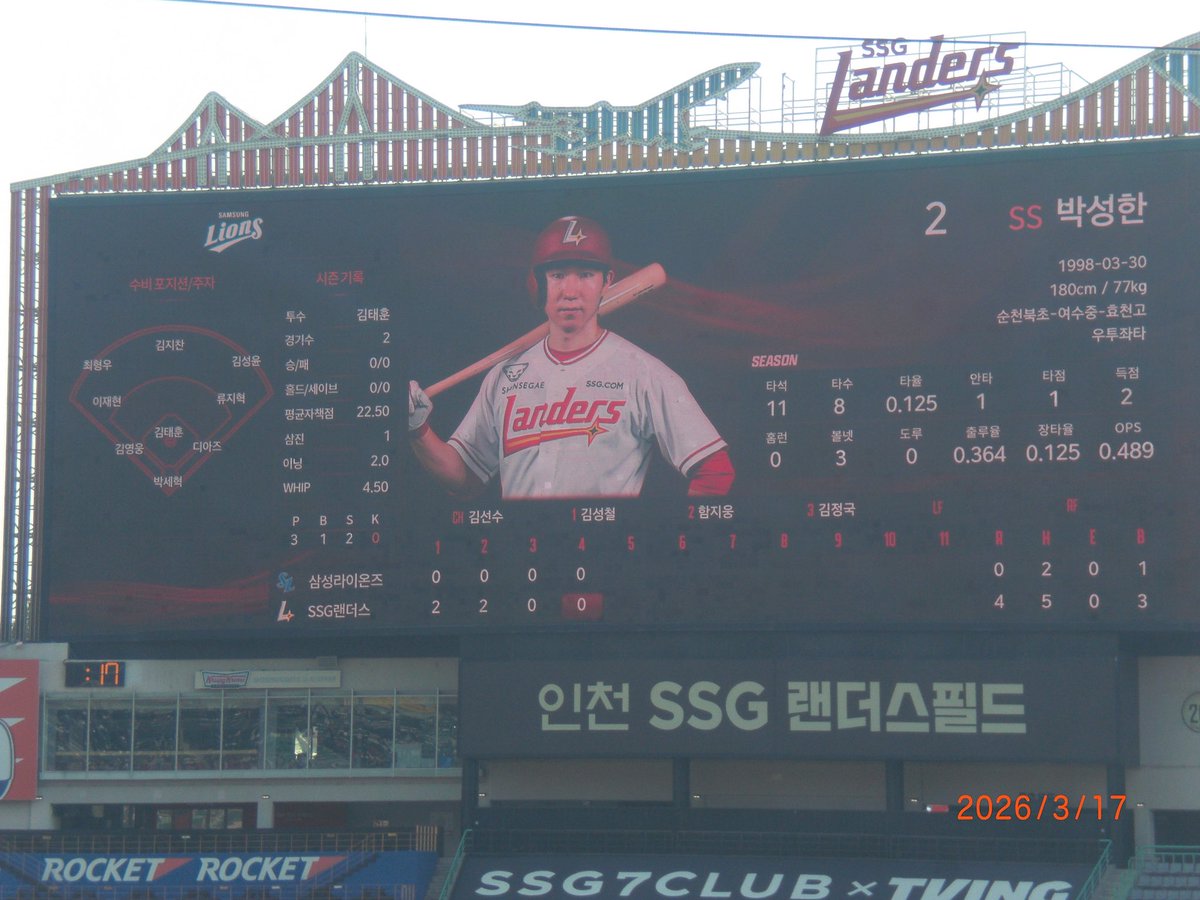 SSG
Landers
SAMSUNG
Lions
2 SS 박성한
1998-03-30
180cm / 77kg
순천북초-여수중-효천고
우투좌타
수비 포지션/주자
김지찬
최형우
김성윤
이재현
류지혁
김태훈
김영웅
디아즈
박세혁
시즌 기록
투수 김태훈
경기수 2
승/패 0/0
홀드/세이브 0/0
평균자책점 22.50
삼진 1
이닝 2.0
WHIP 4.50
P B S K
3 1 2 0
SHINSEGAE
SSG.COM
Landers
SEASON
타석 타수 타율 안타 타점 득점
11 8 0.125 1 1 2
홈런 볼넷 도루 출루율 장타율 OPS
0 3 0 0.364 0.125 0.489
CH 김선수 1 김성철 2 함지웅 3 김정국 LF RF
1 2 3 4 5 6 7 8 9 10 11 R H E B
삼성라이온즈 0 0 0 0 0 2 0 1
SSG랜더스 2 2 0 0 4 5 0 3
:17
Krispy Kreme
인천 SSG 랜더스필드
2026/3/17
ROCKET ROCKET
SSG7CLUB × TVING